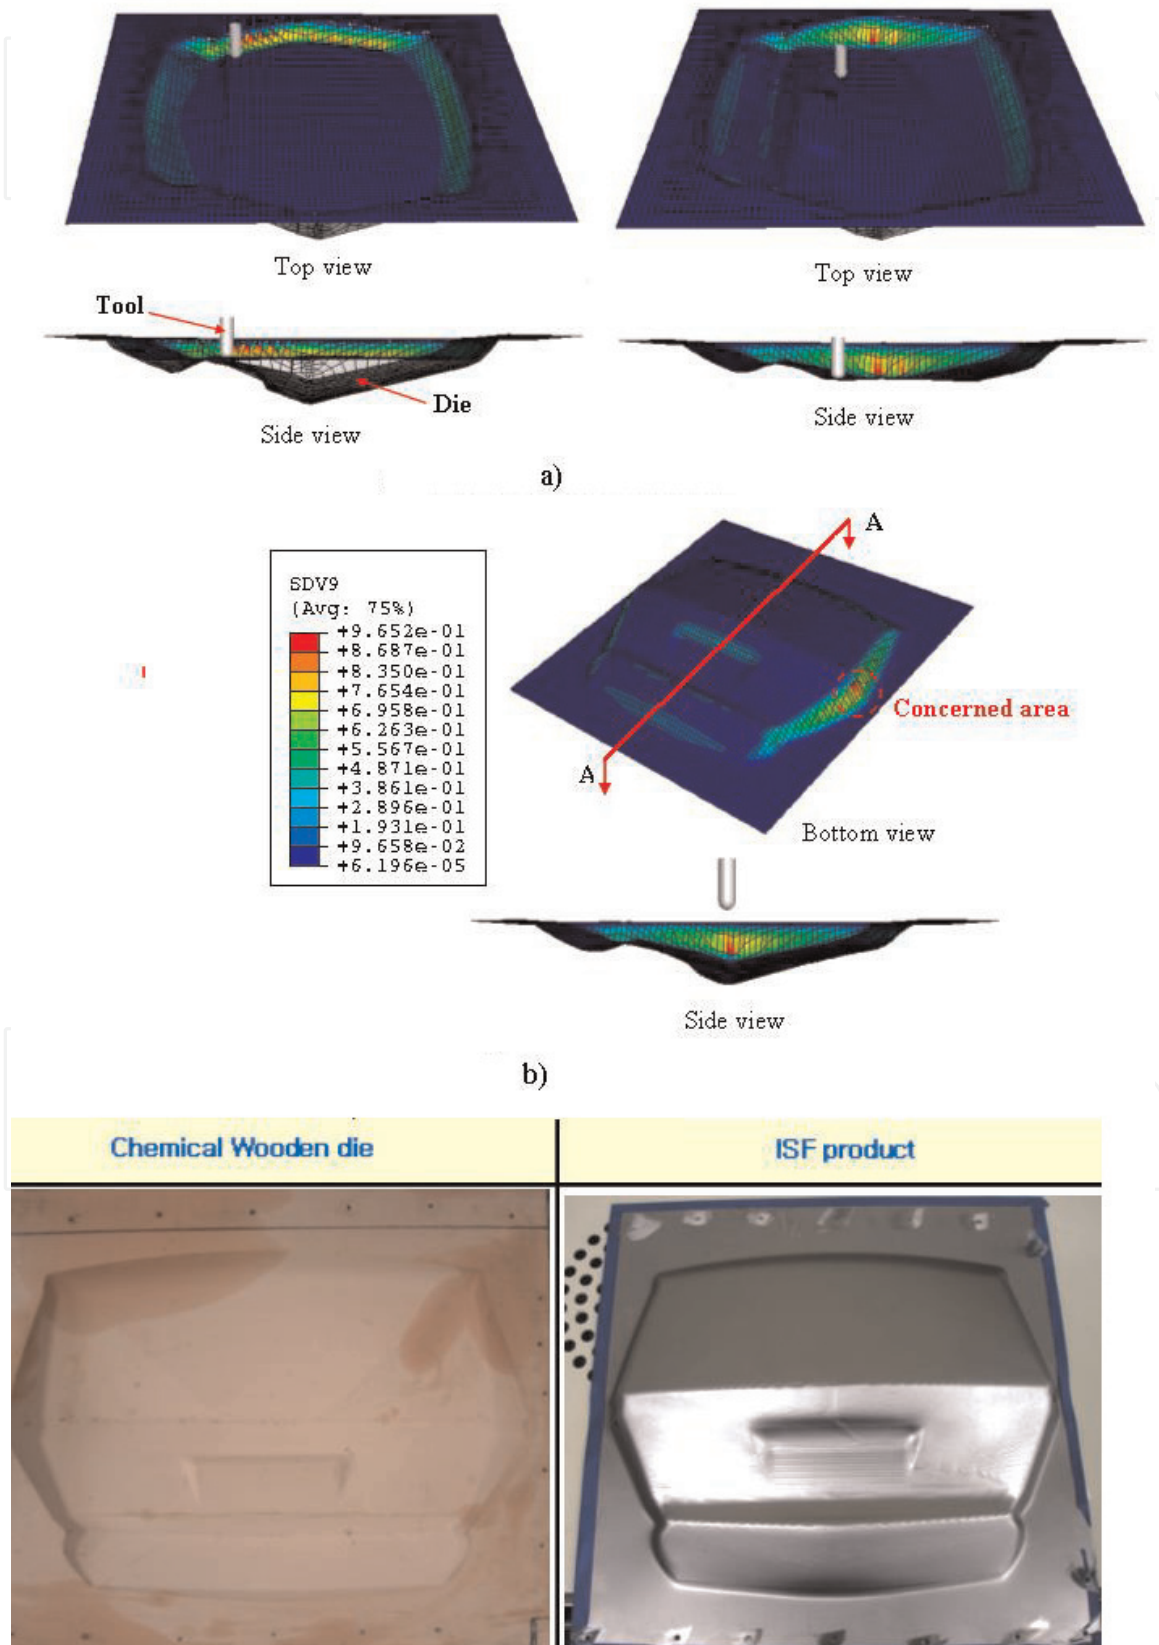 Top view
Top view
Tool
Die
Side view
Side view
a)
A
SDV9
(Avg: 75%)
+9.652e-01
+8.687e-01
+8.350e-01
+7.654e-01
+6.958e-01
+6.263e-01
+5.567e-01
+4.871e-01
+3.861e-01
+2.896e-01
+1.931e-01
+9.658e-02
+6.196e-05
Concerned area
A
Bottom view
Side view
b)
Chemical Wooden die
ISF product